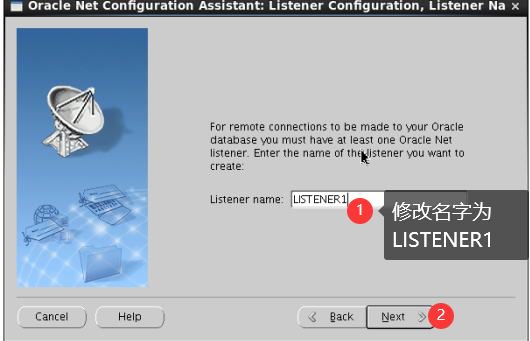 Oracle Net Configuration Assistant: Listener Configuration, Listener Na
For remote connections to be made to your Oracle
database you must have at least one Oracle Net
listener. Enter the name of the listener you want to
create:
Listener name: LISTENER1
1
修改名字为
LISTENER1
Cancel
Help
Back
Next
2